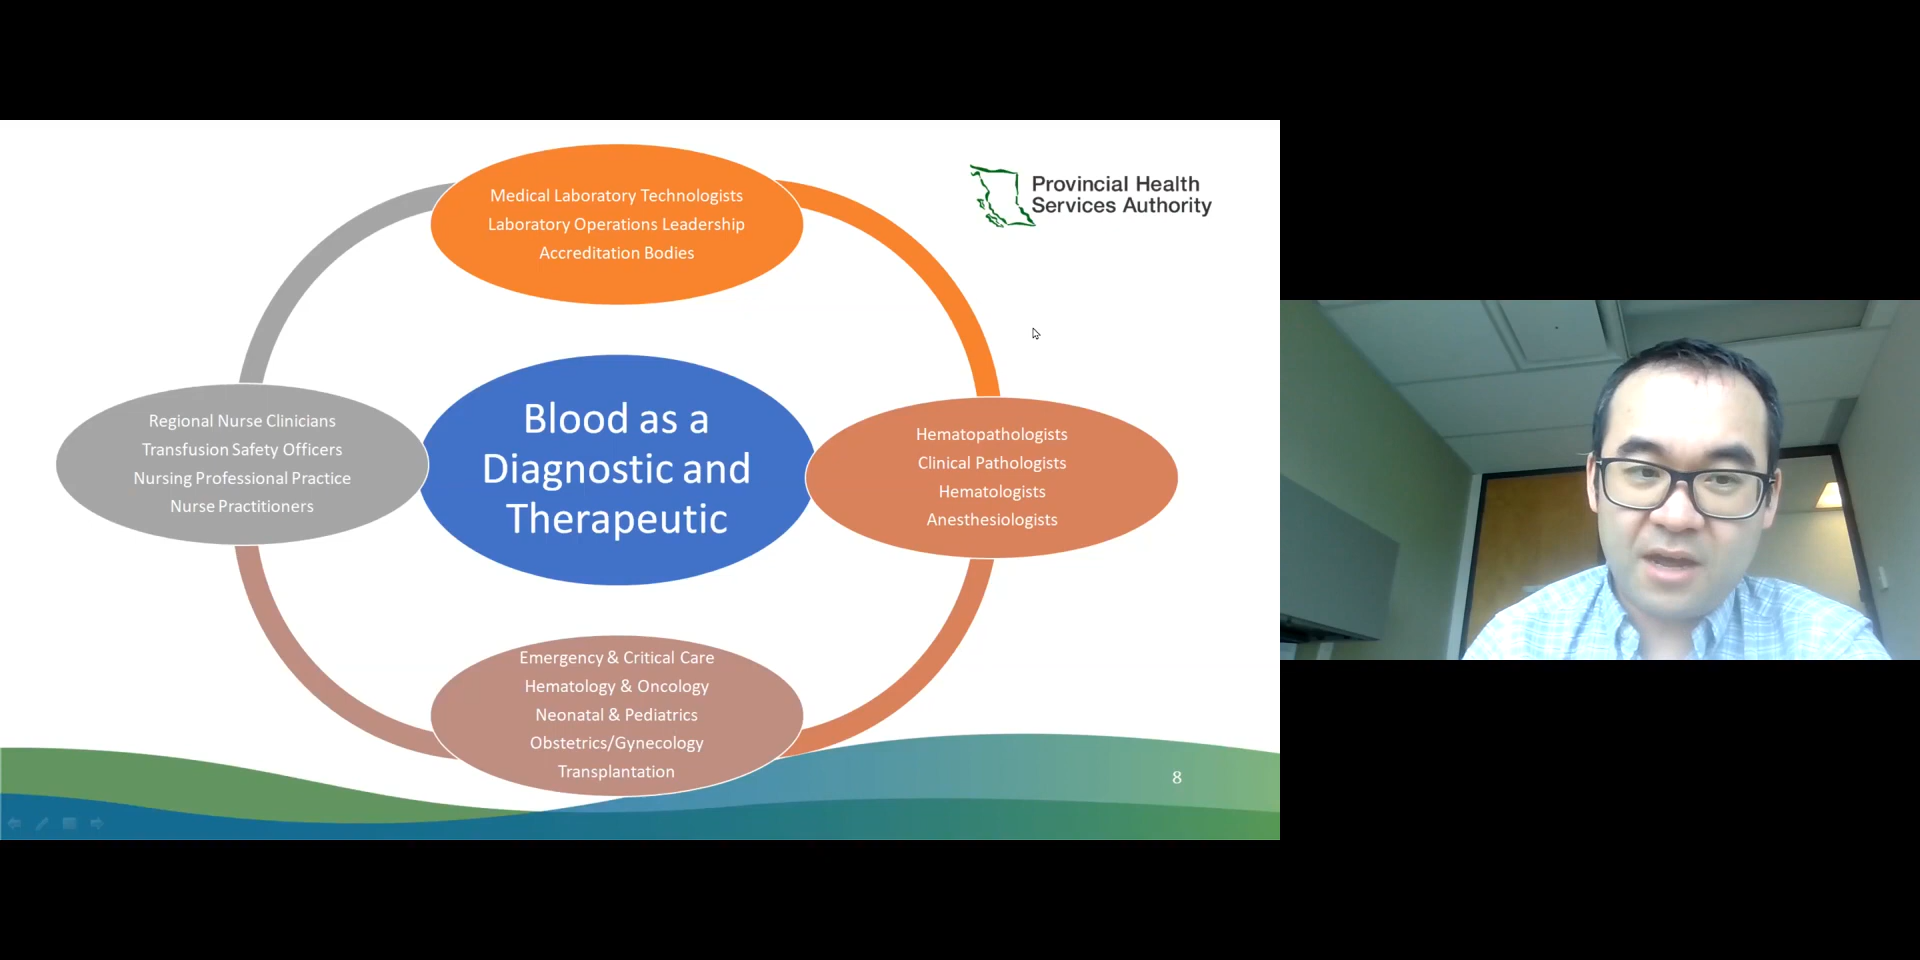 Medical Laboratory Technologists
Laboratory Operations Leadership
Accreditation Bodies
Provincial Health
Services Authority
Regional Nurse Clinicians
Transfusion Safety Officers
Nursing Professional Practice
Nurse Practitioners
Blood as a
Diagnostic and
Therapeutic
Hematopathologists
Clinical Pathologists
Hematologists
Anesthesiologists
Emergency & Critical Care
Hematology & Oncology
Neonatal & Pediatrics
Obstetrics/Gynecology
Transplantation
8